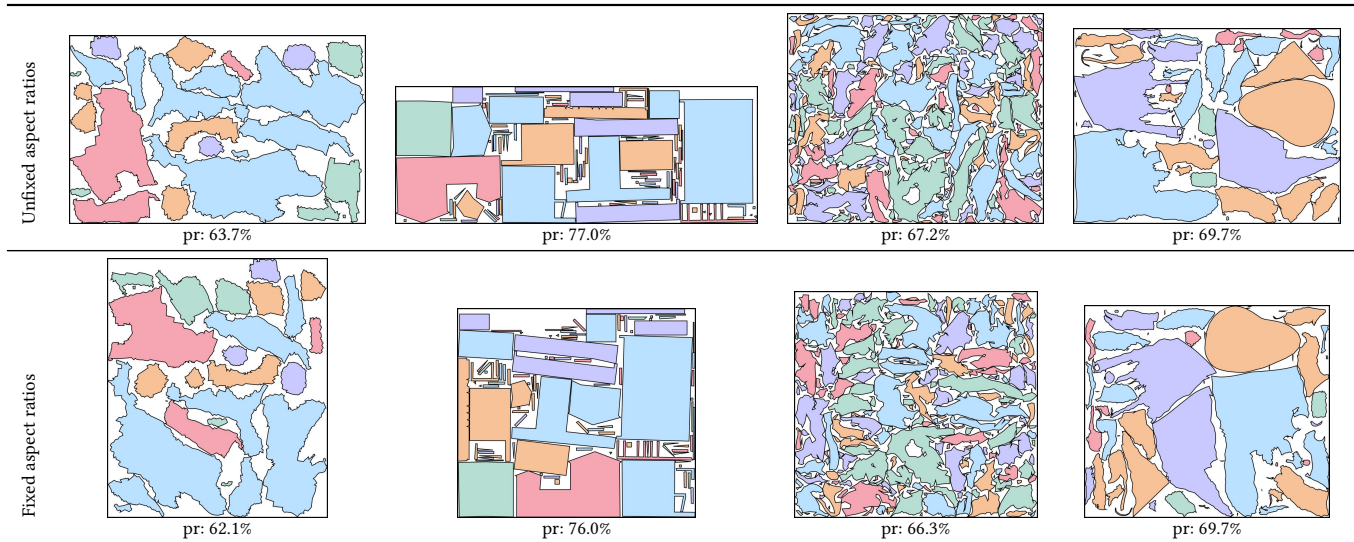 Unfixed aspect ratios
pr: 63.7%
pr: 77.0%
pr: 67.2%
pr: 69.7%
Fixed aspect ratios
pr: 62.1%
pr: 76.0%
pr: 66.3%
pr: 69.7%